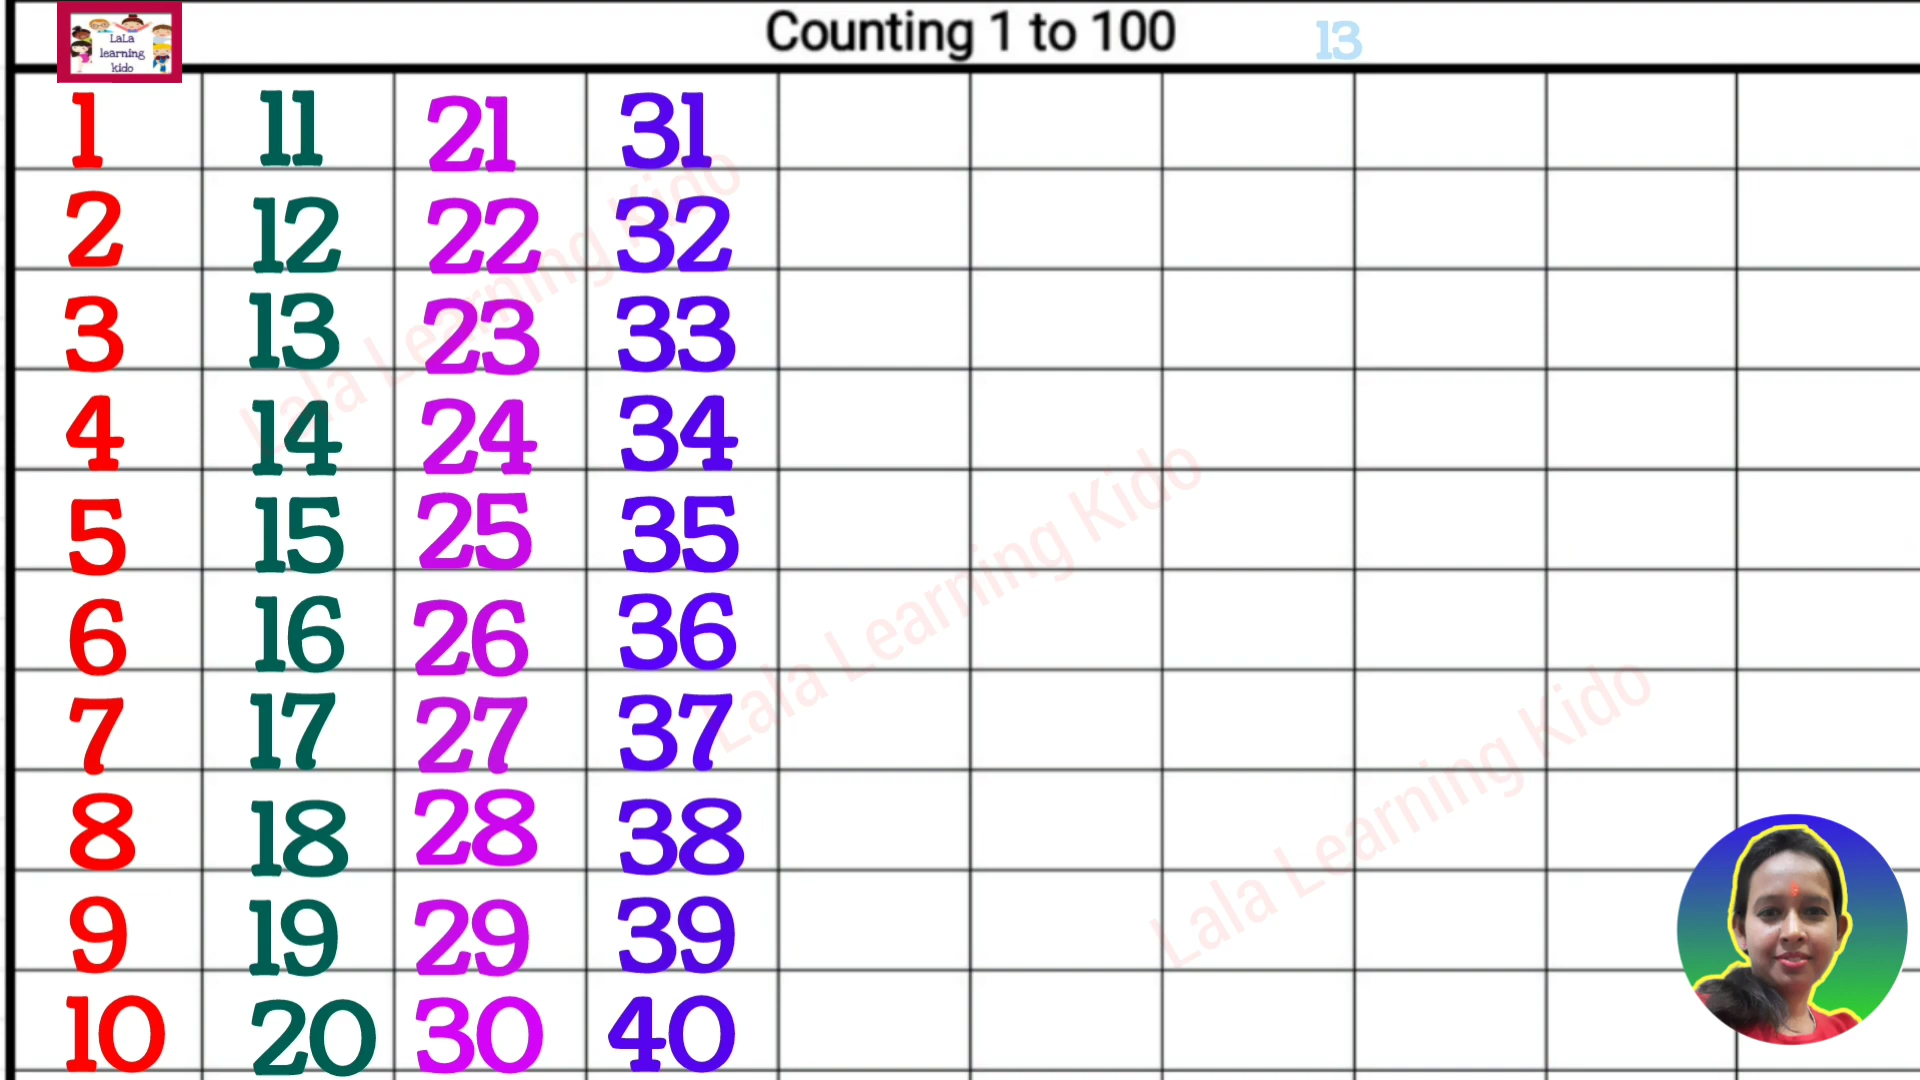 LaLa
learning
kido
Counting 1 to 100
13
1 11 21 31
2 12 22 32
3 13 23 33
4 14 24 34
5 15 25 35
6 16 26 36
7 17 27 37
8 18 28 38
9 19 29 39
10 20 30 40
Lala Learning Kido
Lala Learning Kido
Lala Learning Kido